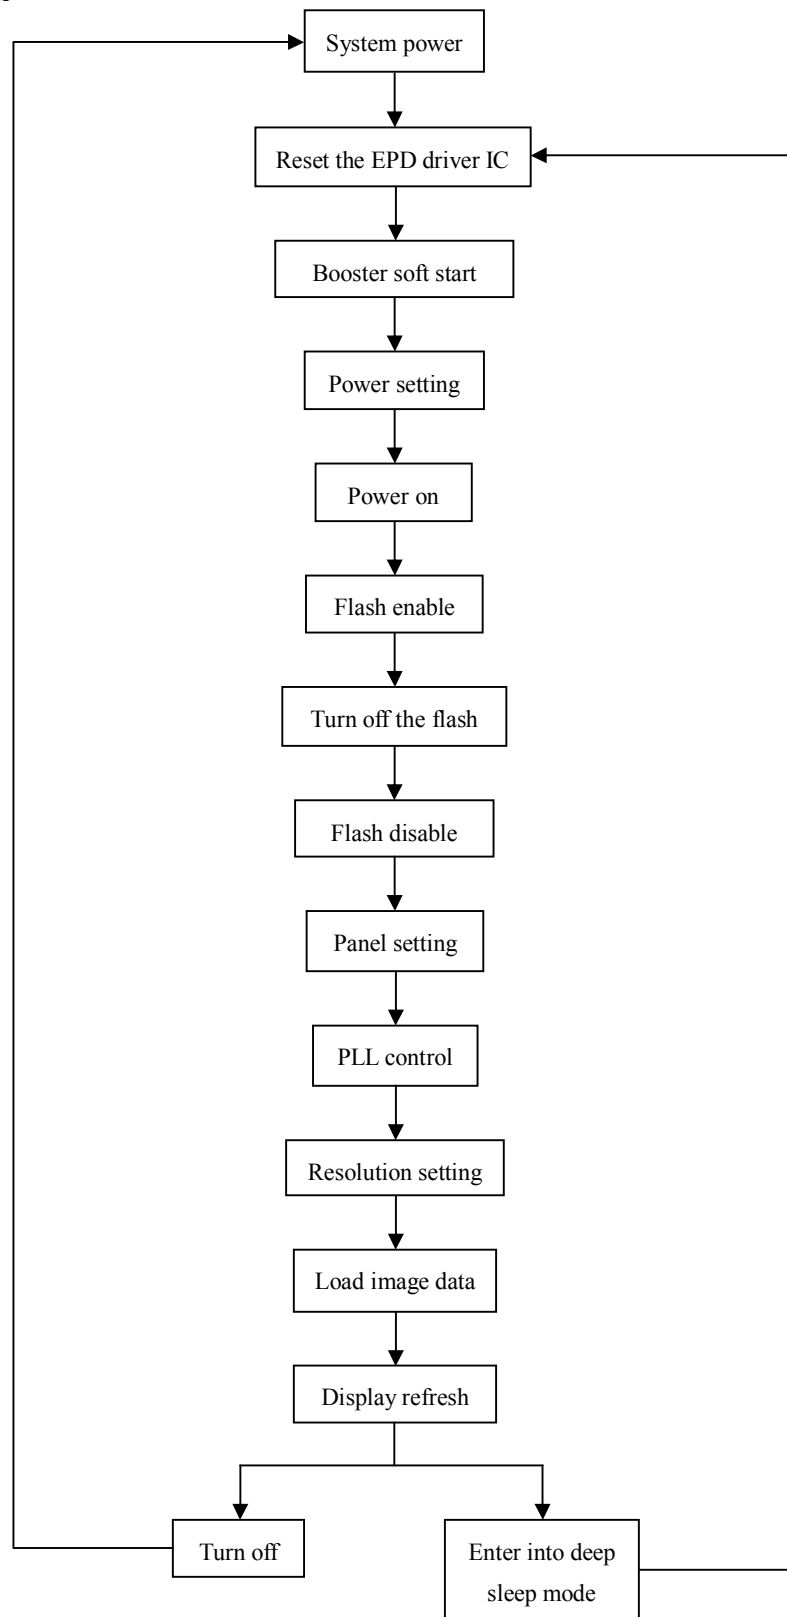 System power
Reset the EPD driver IC
Booster soft start
Power setting
Power on
Flash enable
Turn off the flash
Flash disable
Panel setting
PLL control
Resolution setting
Load image data
Display refresh
Turn off
Enter into deep
sleep mode